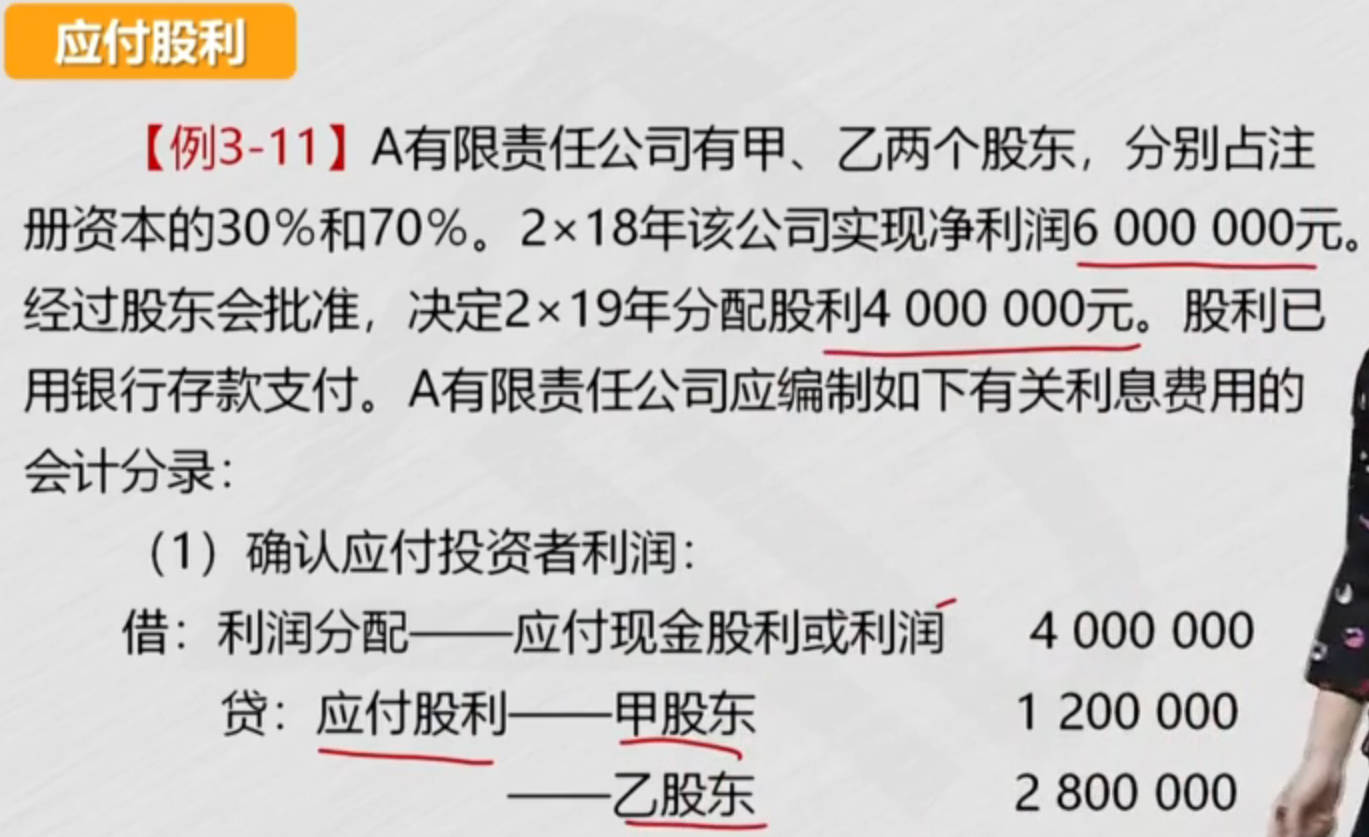 应付股利
【例3-11】A有限责任公司有甲、乙两个股东，分别占注
册资本的30%和70%。2×18年该公司实现净利润6 000 000元。
经过股东会批准，决定2×19年分配股利4 000 000元。股利已
用银行存款支付。A有限责任公司应编制如下有关利息费用的
会计分录：
（1）确认应付投资者利润：
借：利润分配——应付现金股利或利润 4 000 000
贷：应付股利——甲股东 1 200 000
——乙股东 2 800 000